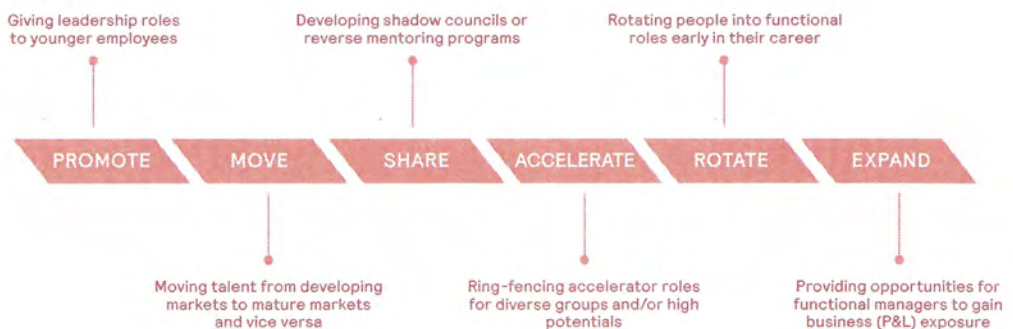 Giving leadership roles
to younger employees
Developing shadow councils or
reverse mentoring programs
Rotating people into functional
roles early in their career
PROMOTE
MOVE
SHARE
ACCELERATE
ROTATE
EXPAND
Moving talent from developing
markets to mature markets
and vice versa
Ring-fencing accelerator roles
for diverse groups and/or high
potentials
Providing opportunities for
functional managers to gain
business (P&L) exposure